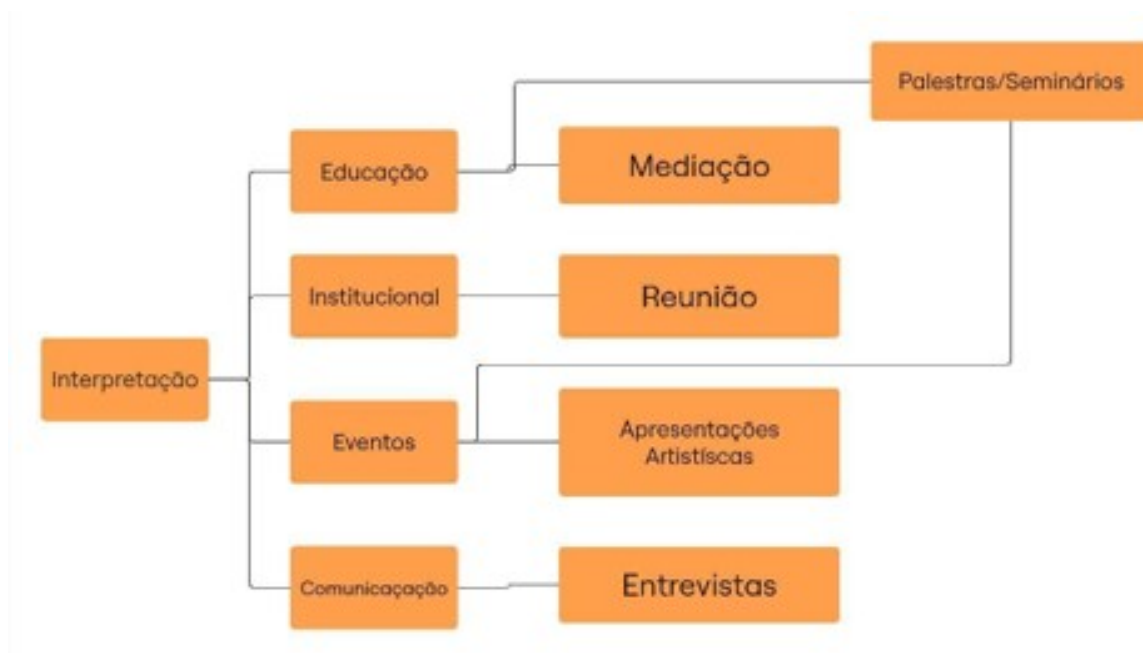 Palestras/Seminários
Educação
Mediação
Institucional
Reunião
Interpretação
Eventos
Apresentações
Artistíscas
Comunicaçação
Entrevistas